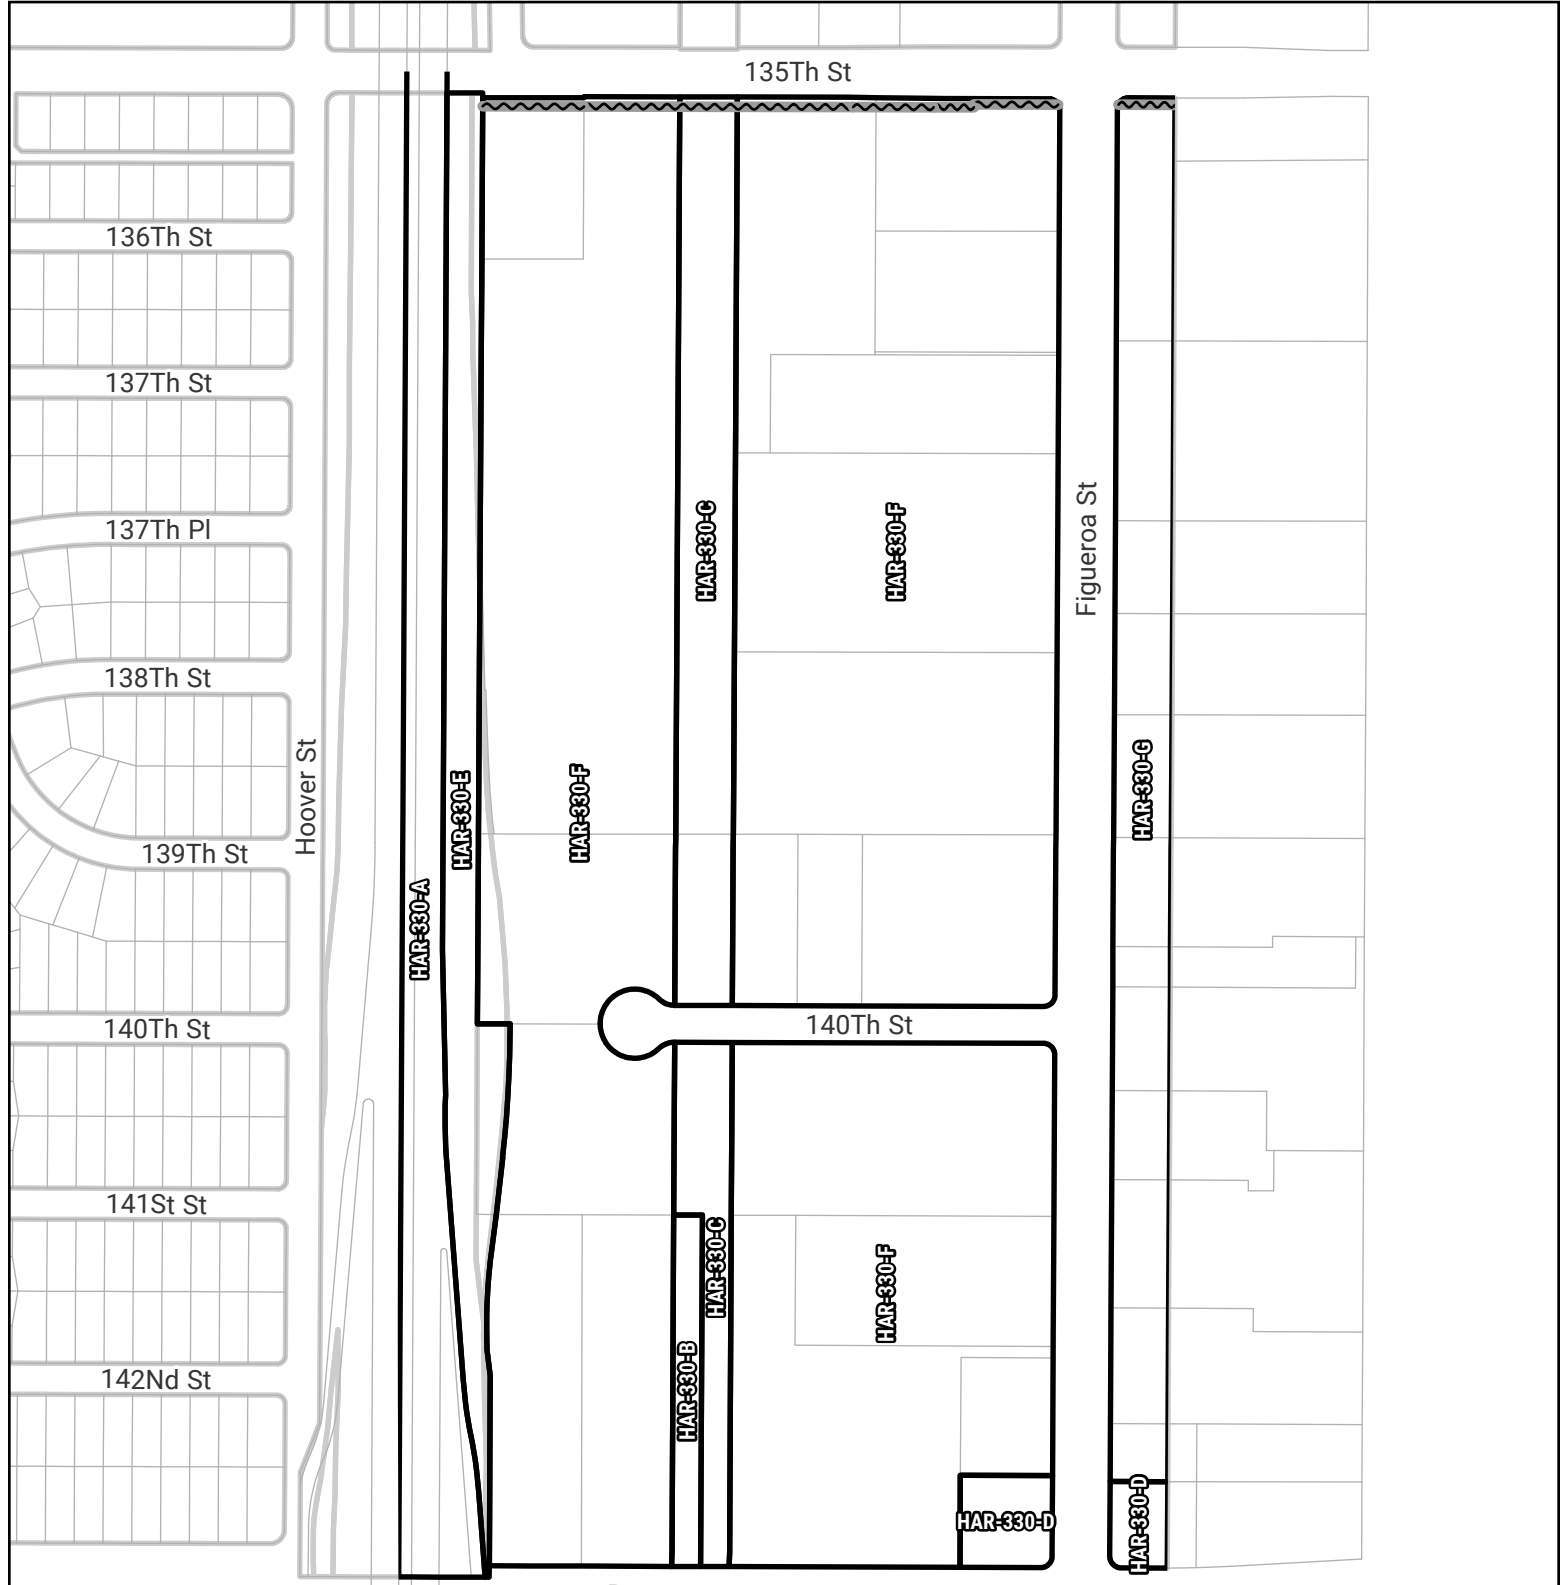 135Th St
136Th St
137Th St
137Th Pl
138Th St
139Th St
140Th St
141St St
142Nd St
Hoover St
HAR-330-A
HAR-330-E
HAR-330-F
HAR-330-C
HAR-330-F
Figueroa St
HAR-330-G
140Th St
HAR-330-C
HAR-330-B
HAR-330-F
HAR-330-D
HAR-330-D